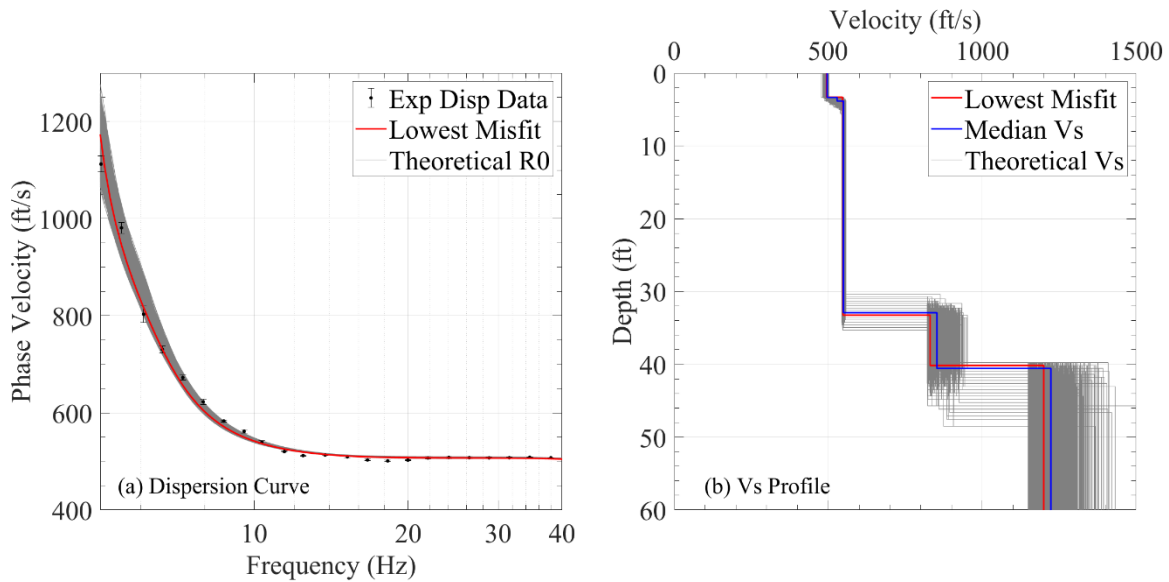 1200
1000
800
600
400
Phase Velocity (ft/s)
Exp Disp Data
Lowest Misfit
Theoretical R0
(a) Dispersion Curve
10
20
30
40
Frequency (Hz)
Velocity (ft/s)
0
500
1000
1500
0
10
20
30
40
50
60
Depth (ft)
Lowest Misfit
Median Vs
Theoretical Vs
(b) Vs Profile